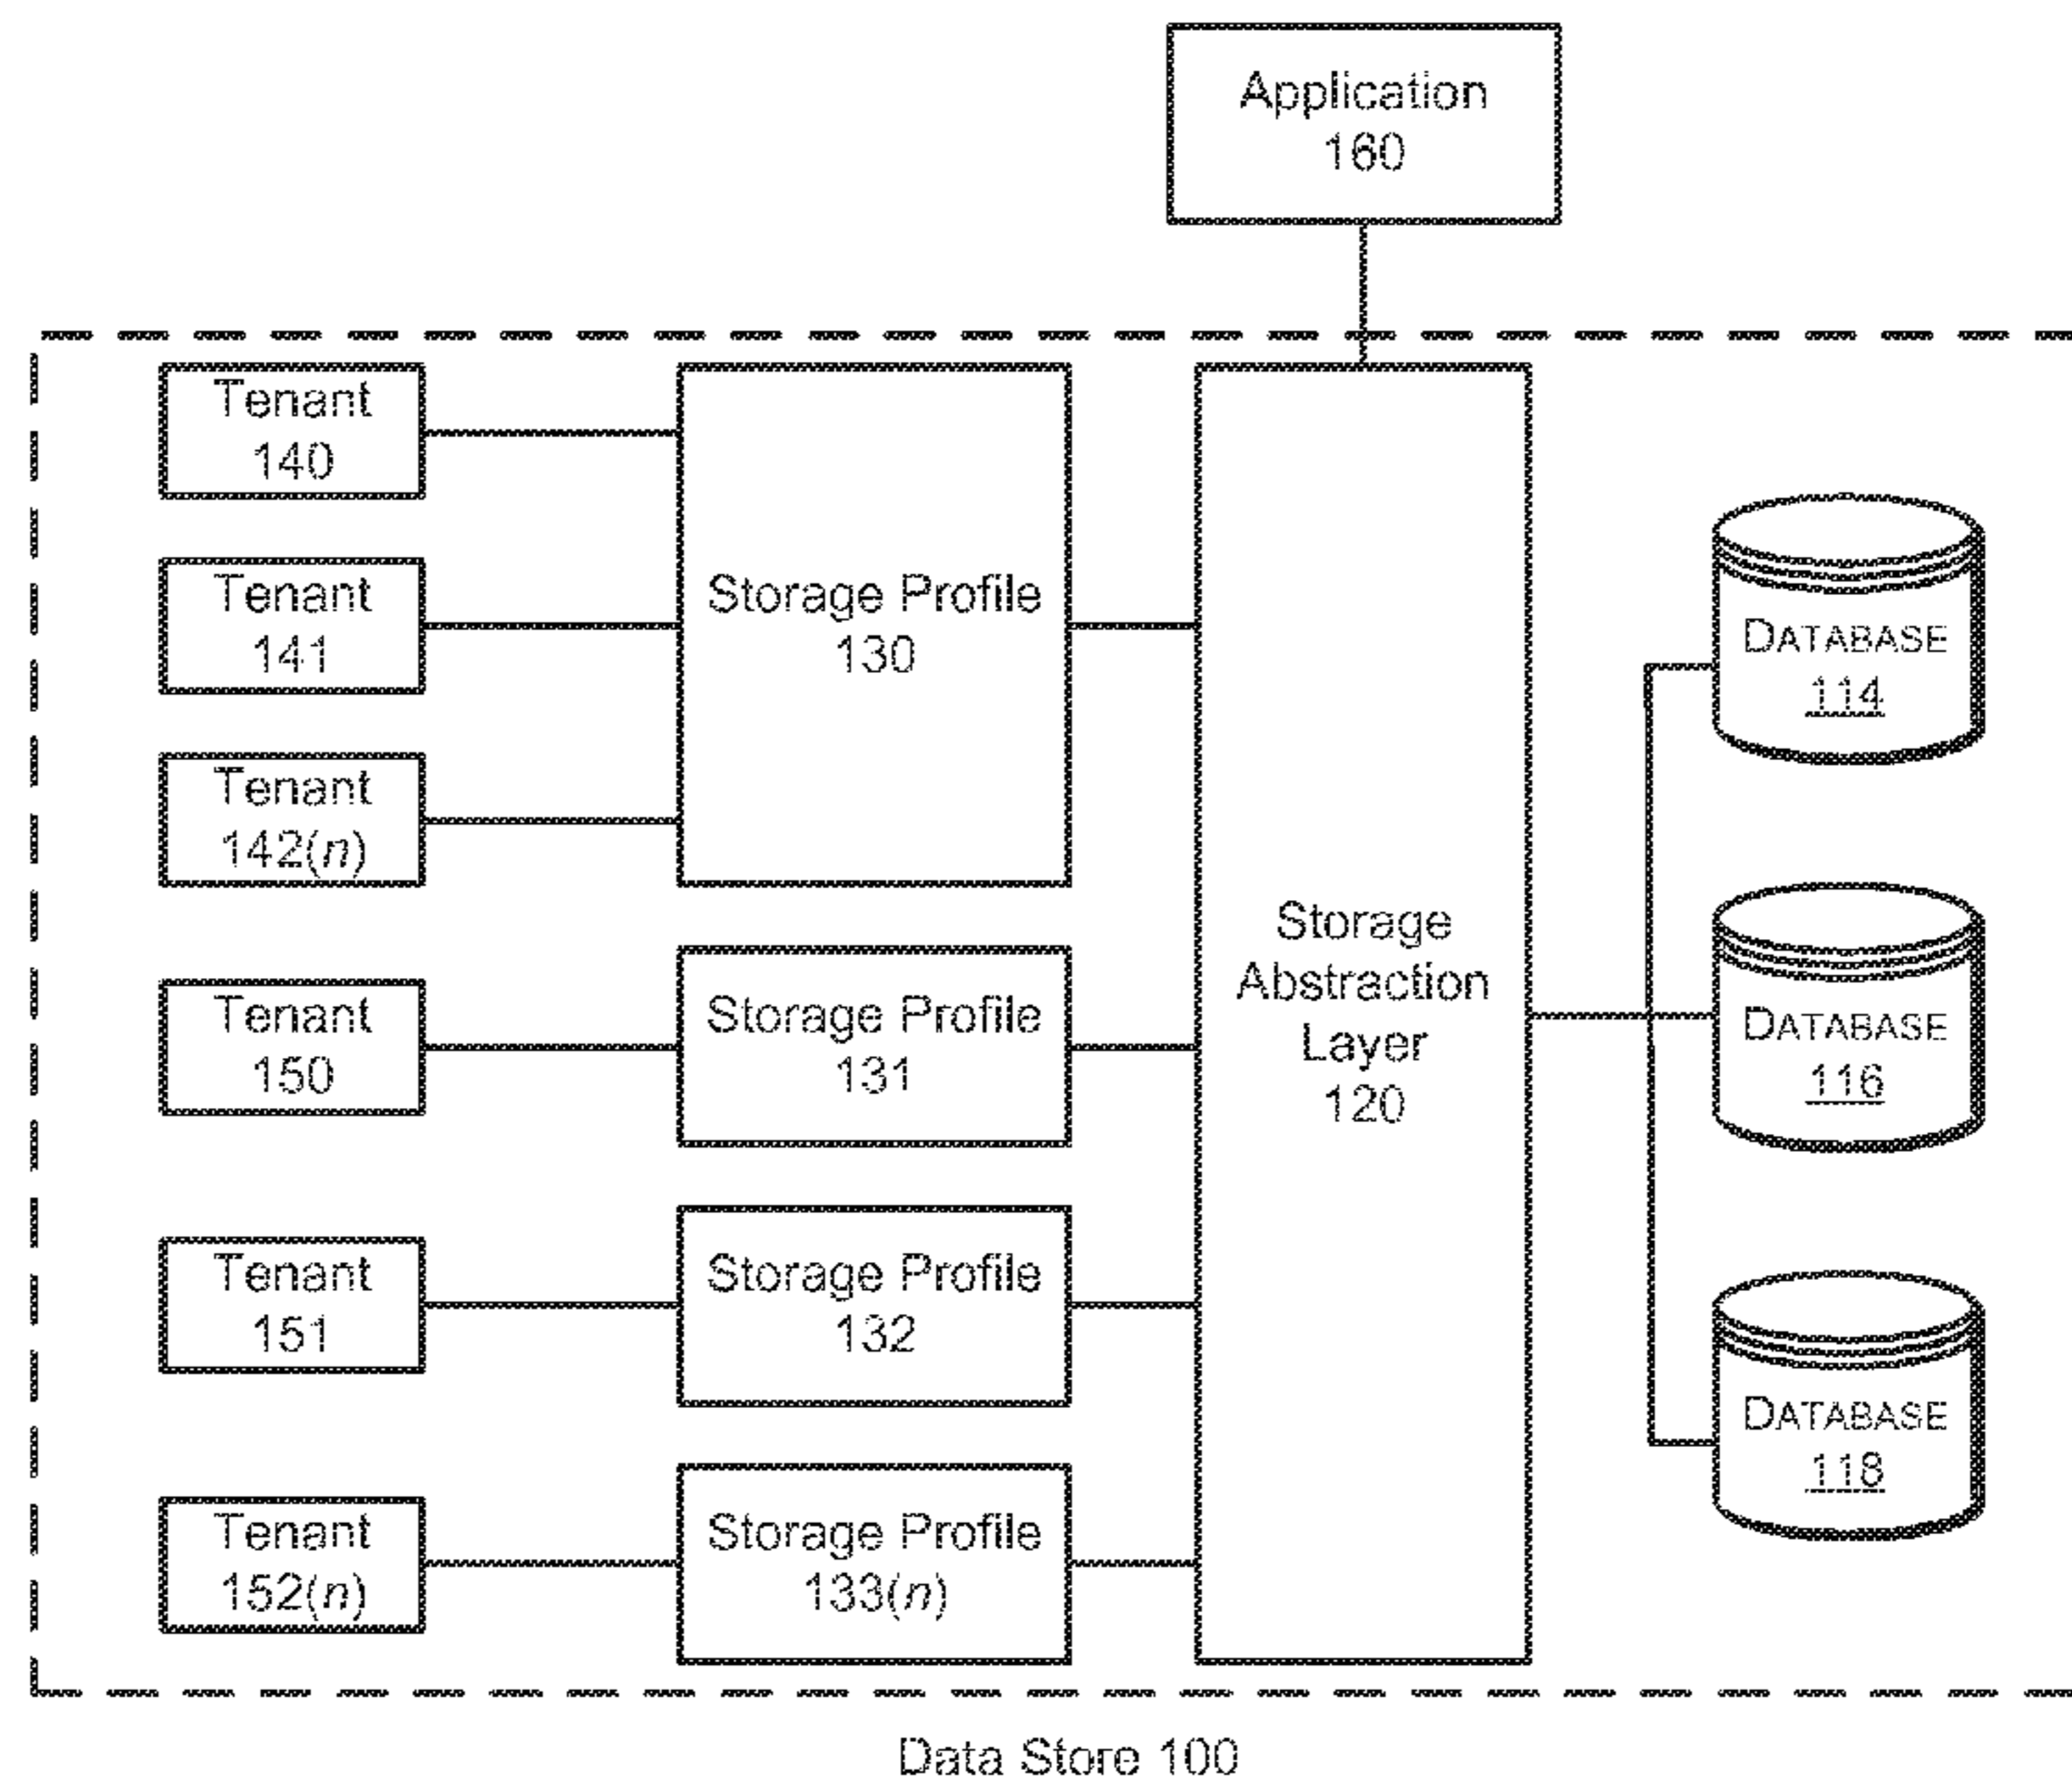 Application
160
Tenant
140
Tenant
141
Tenant
142(n)
Storage Profile
130
Tenant
150
Storage Profile
131
Tenant
151
Storage Profile
132
Tenant
152(n)
Storage Profile
133(n)
Storage
Abstraction
Layer
120
DATABASE
114
DATABASE
116
DATABASE
118
Data Store 100